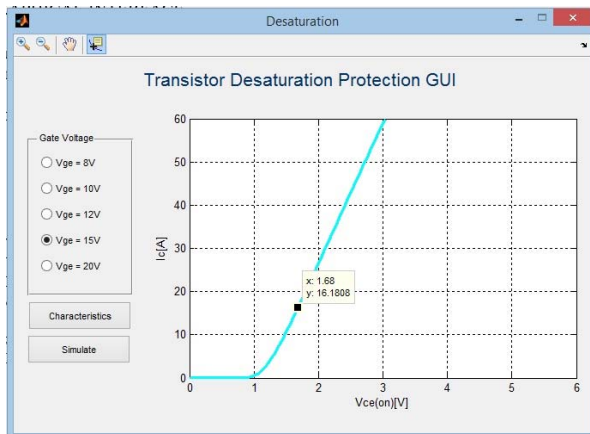 Desaturation
Transistor Desaturation Protection GUI
Gate Voltage
Vge = 8V
Vge = 10V
Vge = 12V
Vge = 15V
Vge = 20V
Characteristics
Simulate
60
50
40
30
20
10
0
Ic[A]
x: 1.68
y: 16.1808
0 1 2 3 4 5 6
Vce(on)[V]